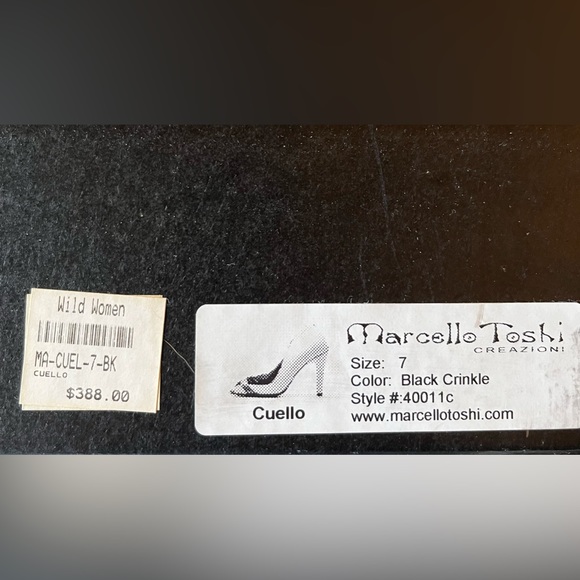 Wild Women
MA-CUEL-7-BK
CUELLO
$388.00
Marcello Toshi
CREAZIONI
Size: 7
Color: Black Crinkle
Style #:40011c
www.marcellotoshi.com
Cuello